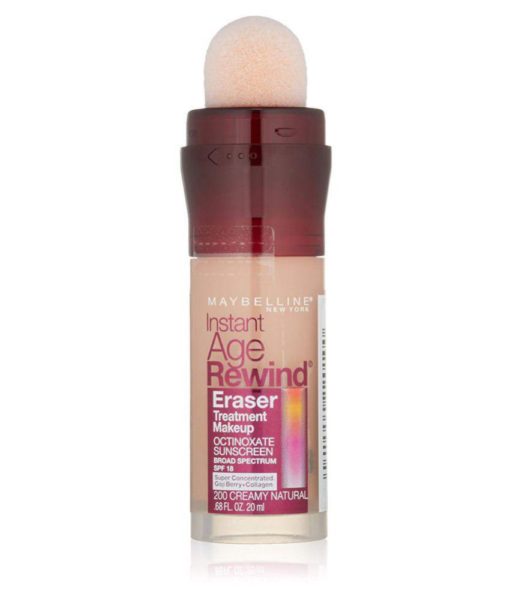 MAYBELLINE®
NEW YORK
Instant
Age
Rewind®
Eraser
Treatment
Makeup
OCTINOXATE
SUNSCREEN
BROAD SPECTRUM
SPF 18
Super Concentrated
Goji Berry+Collagen
200 CREAMY NATURAL
.68 FL. OZ. 20 ml